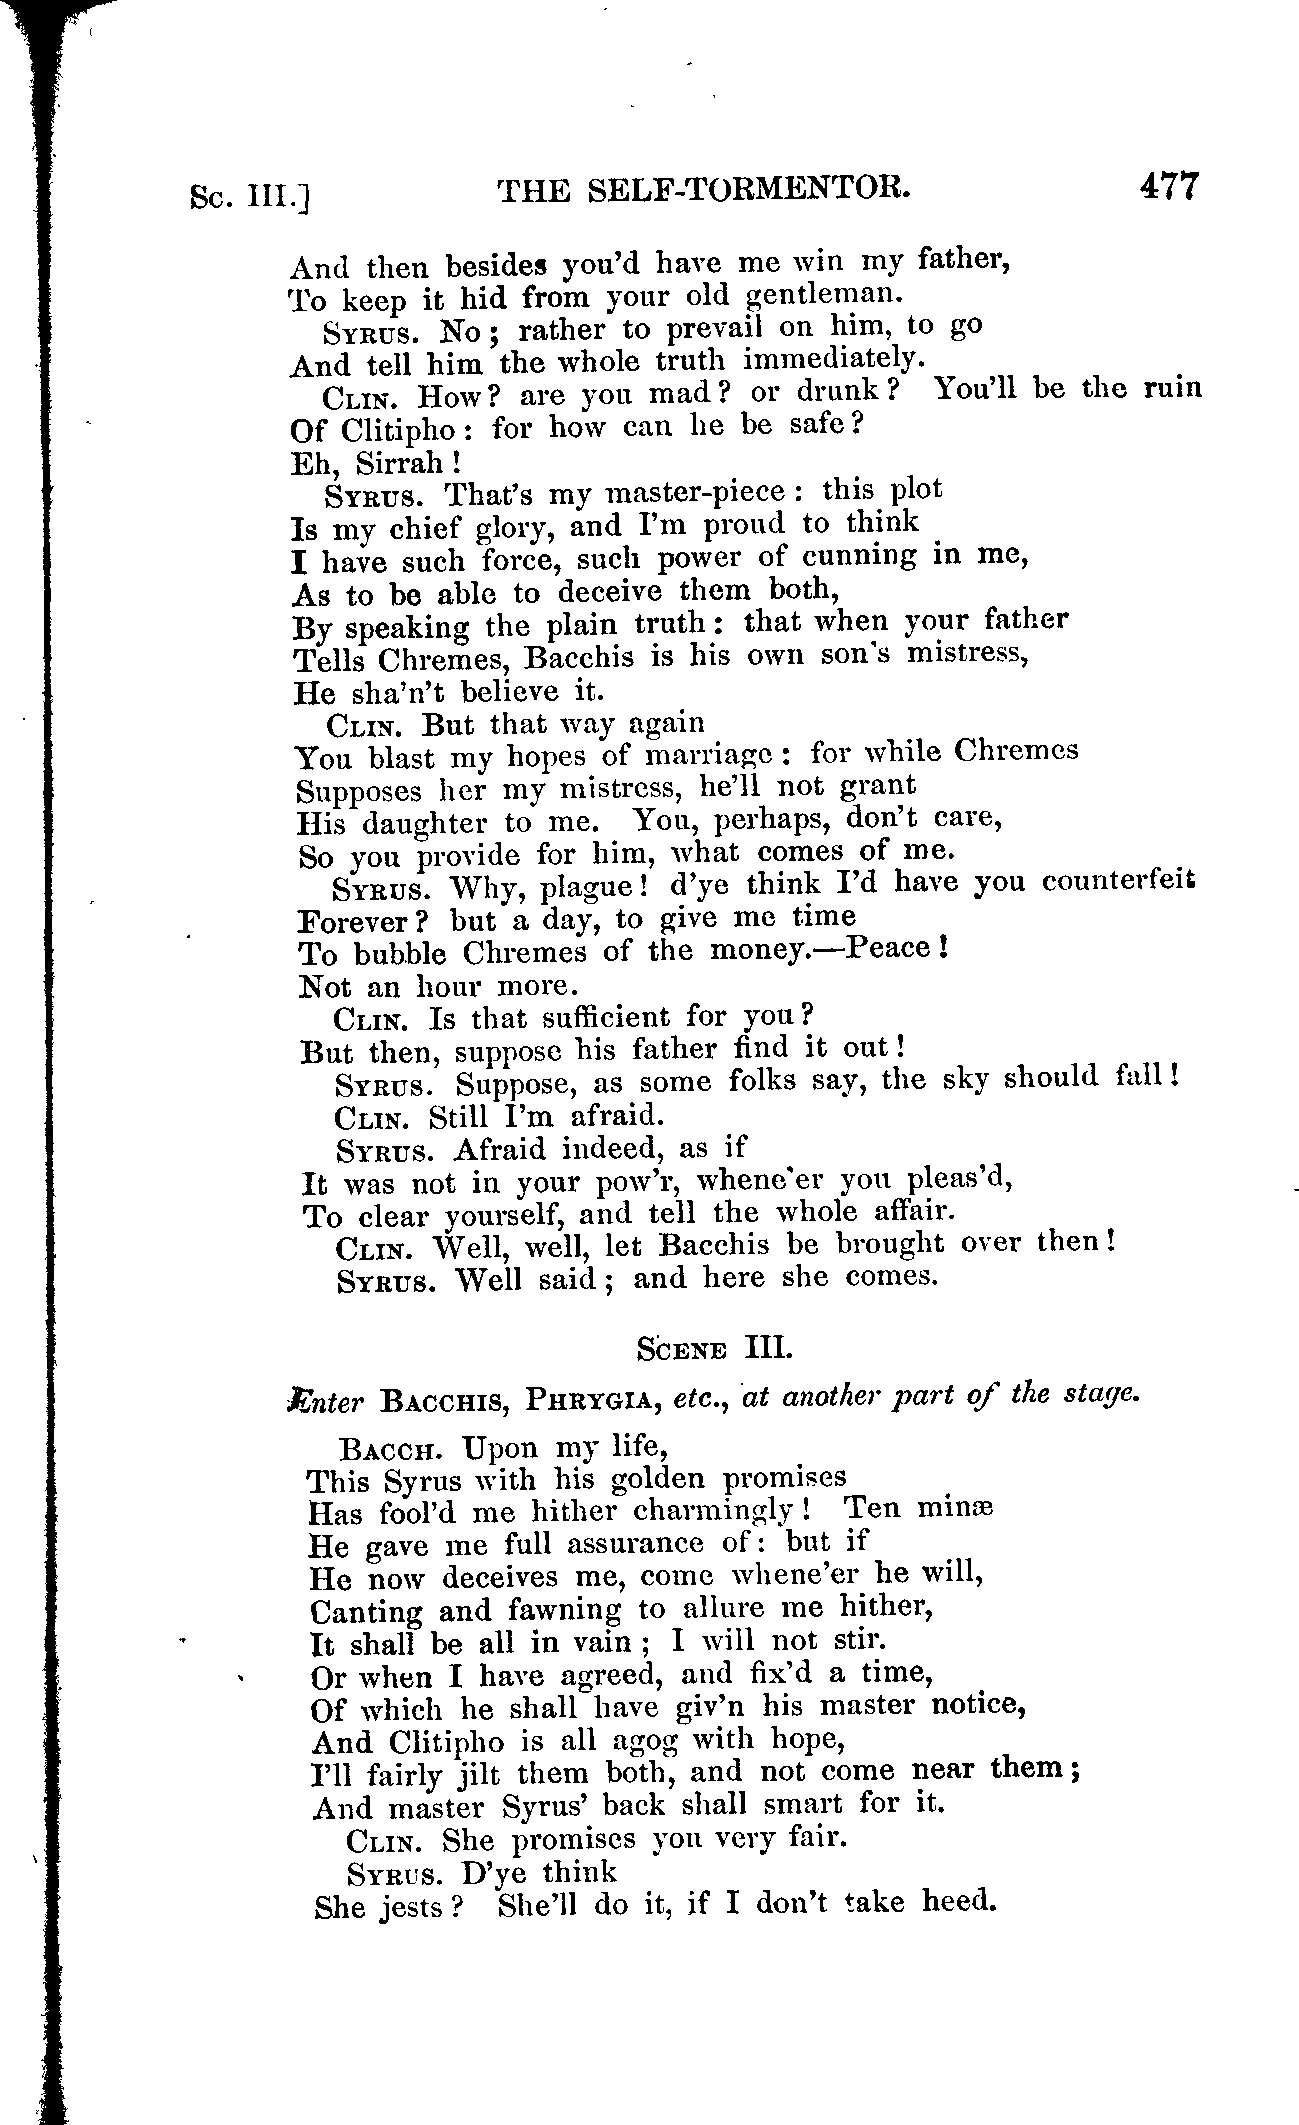 Sc. III.] THE SELF-TORMENTOR. 477
And then besides you'd have me win my father,
To keep it hid from your old gentleman.
SYRUS. No; rather to prevail on him, to go
And tell him the whole truth immediately.
CLIN. How? are you mad? or drunk? You'll be the ruin
Of Clitipho: for how can he be safe?
Eh, Sirrah!
SYRUS. That's my master-piece: this plot
Is my chief glory, and I'm proud to think
I have such force, such power of cunning in me,
As to be able to deceive them both,
By speaking the plain truth: that when your father
Tells Chremes, Bacchis is his own son's mistress,
He sha'n't believe it.
CLIN. But that way again
You blast my hopes of marriage: for while Chremes
Supposes her my mistress, he'll not grant
His daughter to me. You, perhaps, don't care,
So you provide for him, what comes of me.
SYRUS. Why, plague! d'ye think I'd have you counterfeit
Forever? but a day, to give me time
To bubble Chremes of the money.—Peace!
Not an hour more.
CLIN. Is that sufficient for you?
But then, suppose his father find it out!
SYRUS. Suppose, as some folks say, the sky should fall!
CLIN. Still I'm afraid.
SYRUS. Afraid indeed, as if
It was not in your pow'r, whene'er you pleas'd,
To clear yourself, and tell the whole affair.
CLIN. Well, well, let Bacchis be brought over then!
SYRUS. Well said; and here she comes.
SCENE III.
Enter BACCHIS, PHRYGIA, etc., at another part of the stage.
BACCH. Upon my life,
This Syrus with his golden promises
Has fool'd me hither charmingly! Ten minæ
He gave me full assurance of: but if
He now deceives me, come whene'er he will,
Canting and fawning to allure me hither,
It shall be all in vain; I will not stir.
Or when I have agreed, and fix'd a time,
Of which he shall have giv'n his master notice,
And Clitipho is all agog with hope,
I'll fairly jilt them both, and not come near them;
And master Syrus' back shall smart for it.
CLIN. She promises you very fair.
SYRUS. D'ye think
She jests? She'll do it, if I don't take heed.